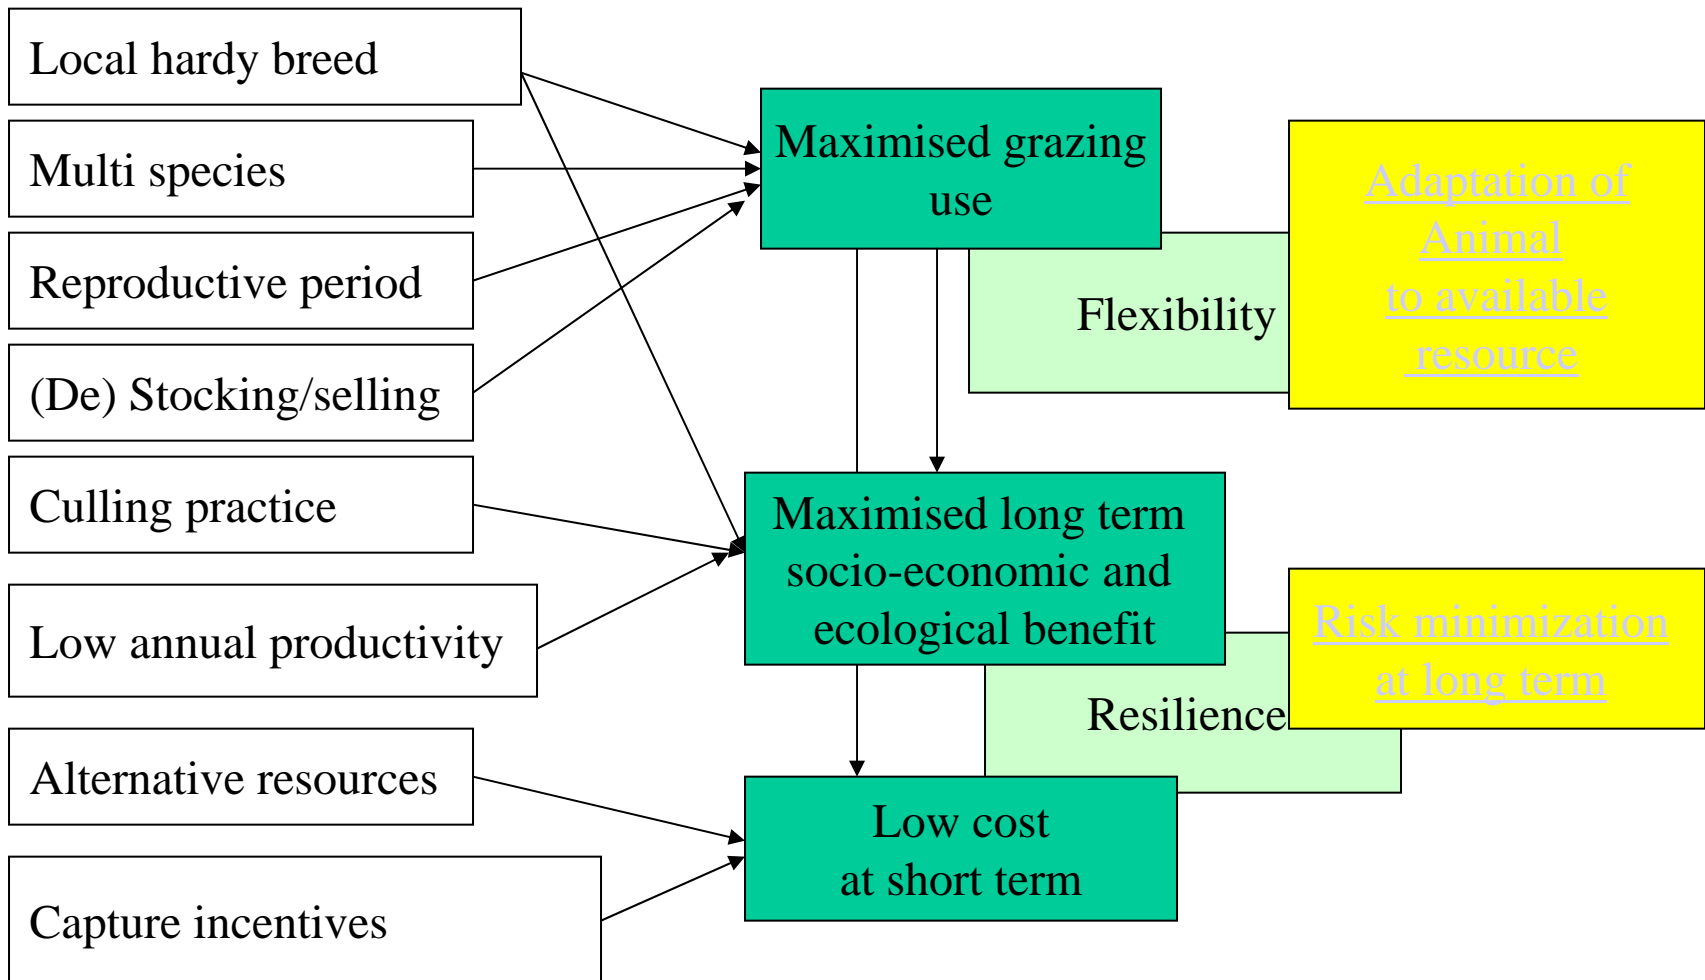 Local hardy breed
Multi species
Reproductive period
(De) Stocking/selling
Culling practice
Low annual productivity
Alternative resources
Capture incentives
Maximised grazing
use
Flexibility
Maximised long term
socio-economic and
ecological benefit
Resilience
Low cost
at short term
Adaptation of
Animal
to available
resource
Risk minimization
at long term